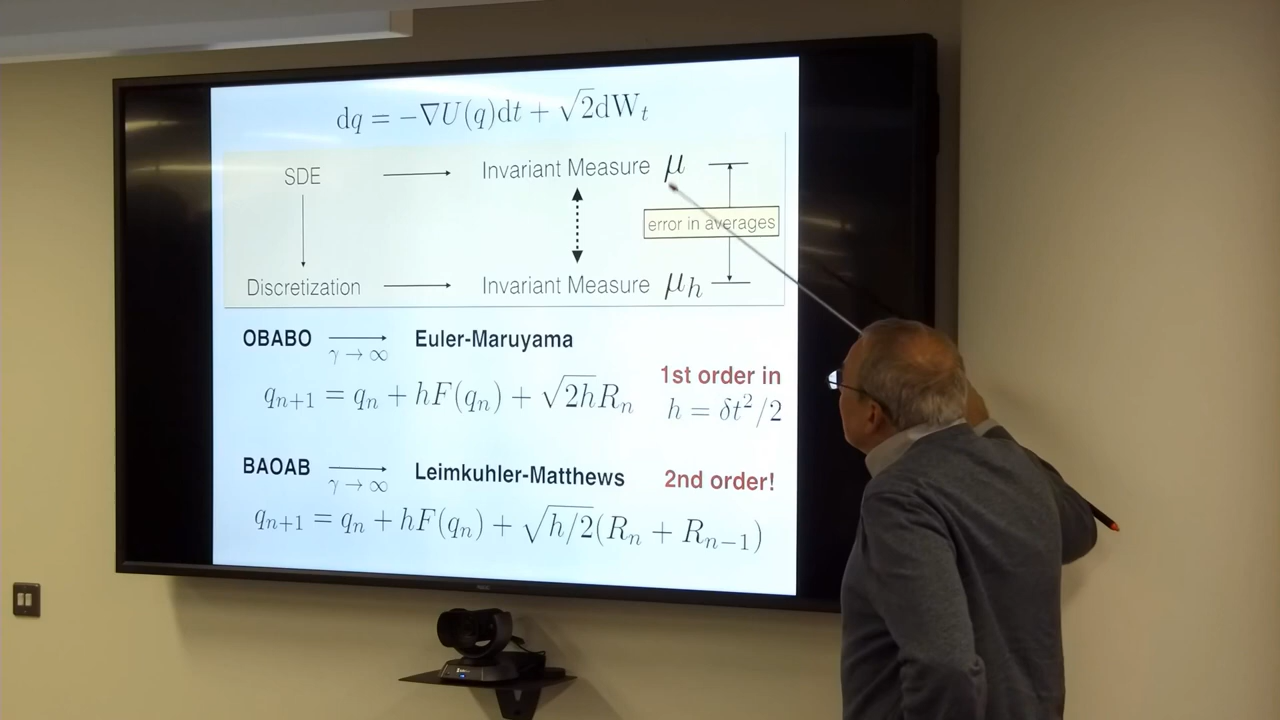 dq = −∇U(q)dt + √2dW_t
SDE → Invariant Measure μ
error in averages
Discretization → Invariant Measure μ_h
OBABO → Euler-Maruyama
γ → ∞
1st order in
q_{n+1} = q_n + hF(q_n) + √2h R_n
h = δt²/2
BAOAB → Leimkuhler-Matthews 2nd order!
γ → ∞
q_{n+1} = q_n + hF(q_n) + √h/2(R_n + R_{n−1})